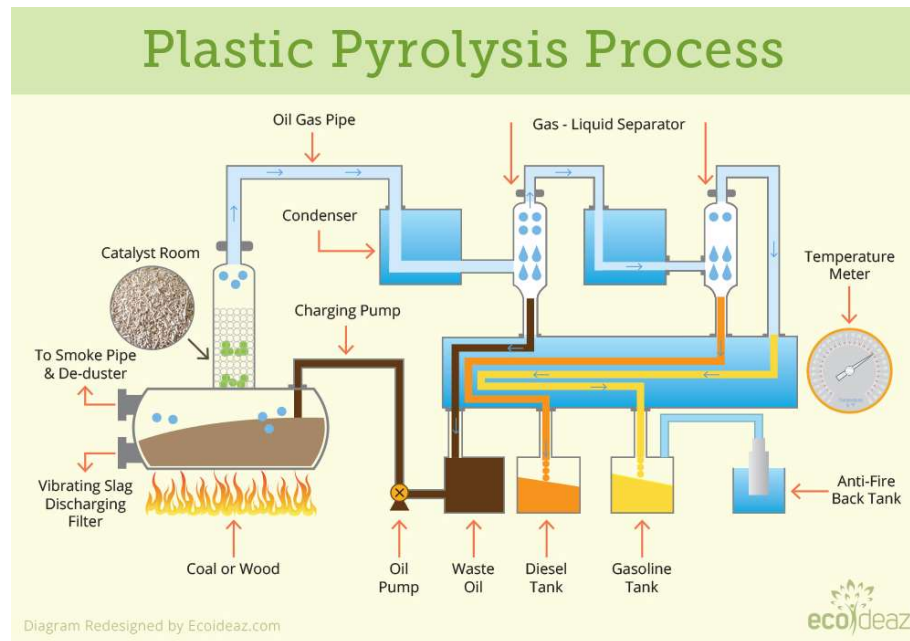 Plastic Pyrolysis Process
Oil Gas Pipe
Gas - Liquid Separator
Condenser
Catalyst Room
Temperature
Meter
Charging Pump
To Smoke Pipe
& De-duster
Vibrating Slag
Discharging
Filter
Anti-Fire
Back Tank
Coal or Wood
Oil
Pump
Waste
Oil
Diesel
Tank
Gasoline
Tank
Diagram Redesigned by Ecoideaz.com
ecoideaz